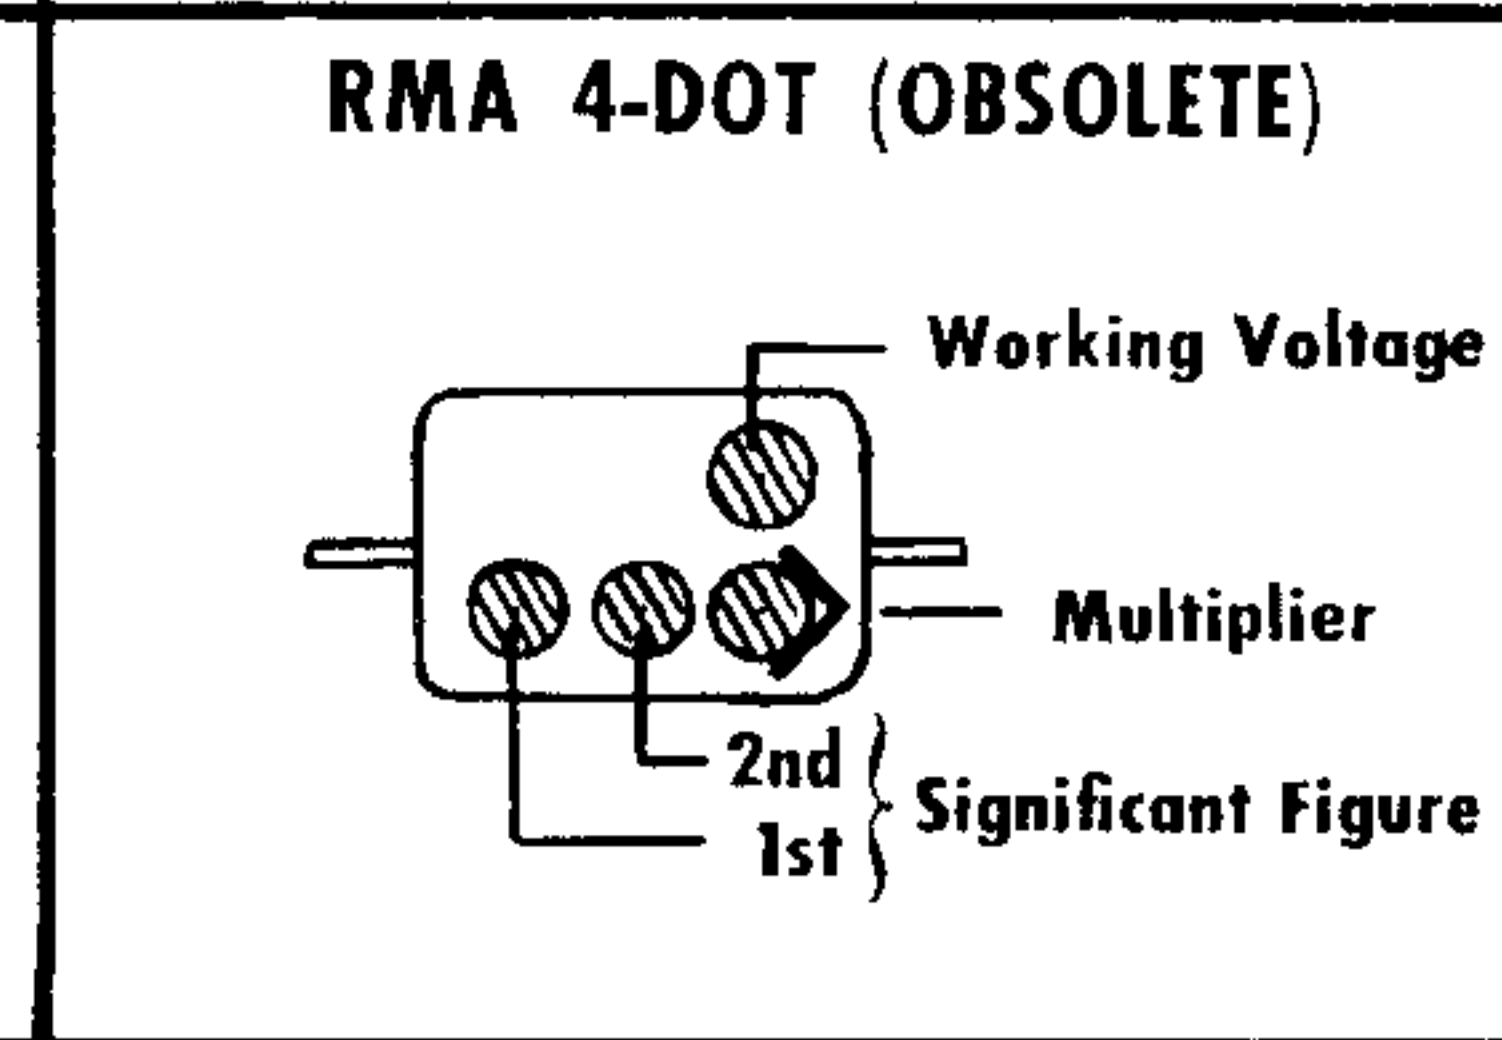 RMA 4-DOT (OBSOLETE)
Working Voltage
Multiplier
2nd
1st
Significant Figure